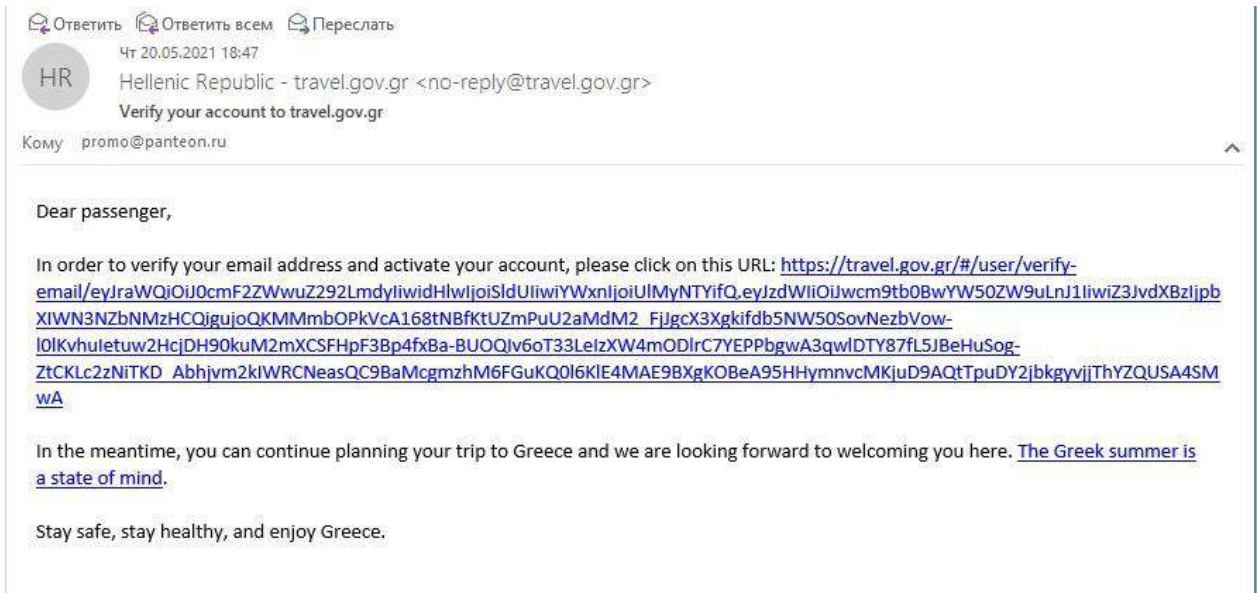 Ответить Ответить всем Переслать
Чт 20.05.2021 18:47
HR
Hellenic Republic - travel.gov.gr <no-reply@travel.gov.gr>
Verify your account to travel.gov.gr
Кому promo@panteon.ru
Dear passenger,
In order to verify your email address and activate your account, please click on this URL: https://travel.gov.gr/#/user/verify-
email/eyJraWQiOiJ0cmF2ZWwuZ292LmdyIiwidHlwIjoiSldUIiwiYWxnIjoiUlMyNTYifQ.eyJzdWIiOiJwcm9tb0BwYW50ZW9uLnJ1IiwiZ3JvdXBzIjpb
XIWN3NZbNMzHCQigujoQKMMmbOPkVcA168tNBfKtUZmPuU2aMdM2_FjJgcX3Xgkifdb5NW50SovNezbVow-
l0lKvhuIetuw2HcjDH90kuM2mXCSFHpF3Bp4fxBa-BUOQIv6oT33LeIzXW4mODlrC7YEPPbgwA3qwlDTY87fL5JBeHuSog-
ZtCKLc2zNiTKD_Abhjvm2kIWRCNeasQC9BaMcgmzhM6FGuKQ0l6KlE4MAE9BXgKOBeA95HHymnvcMKjuD9AQtTpuDY2jbkgyvjjThYZQUSA4SM
wA
In the meantime, you can continue planning your trip to Greece and we are looking forward to welcoming you here. The Greek summer is
a state of mind.
Stay safe, stay healthy, and enjoy Greece.